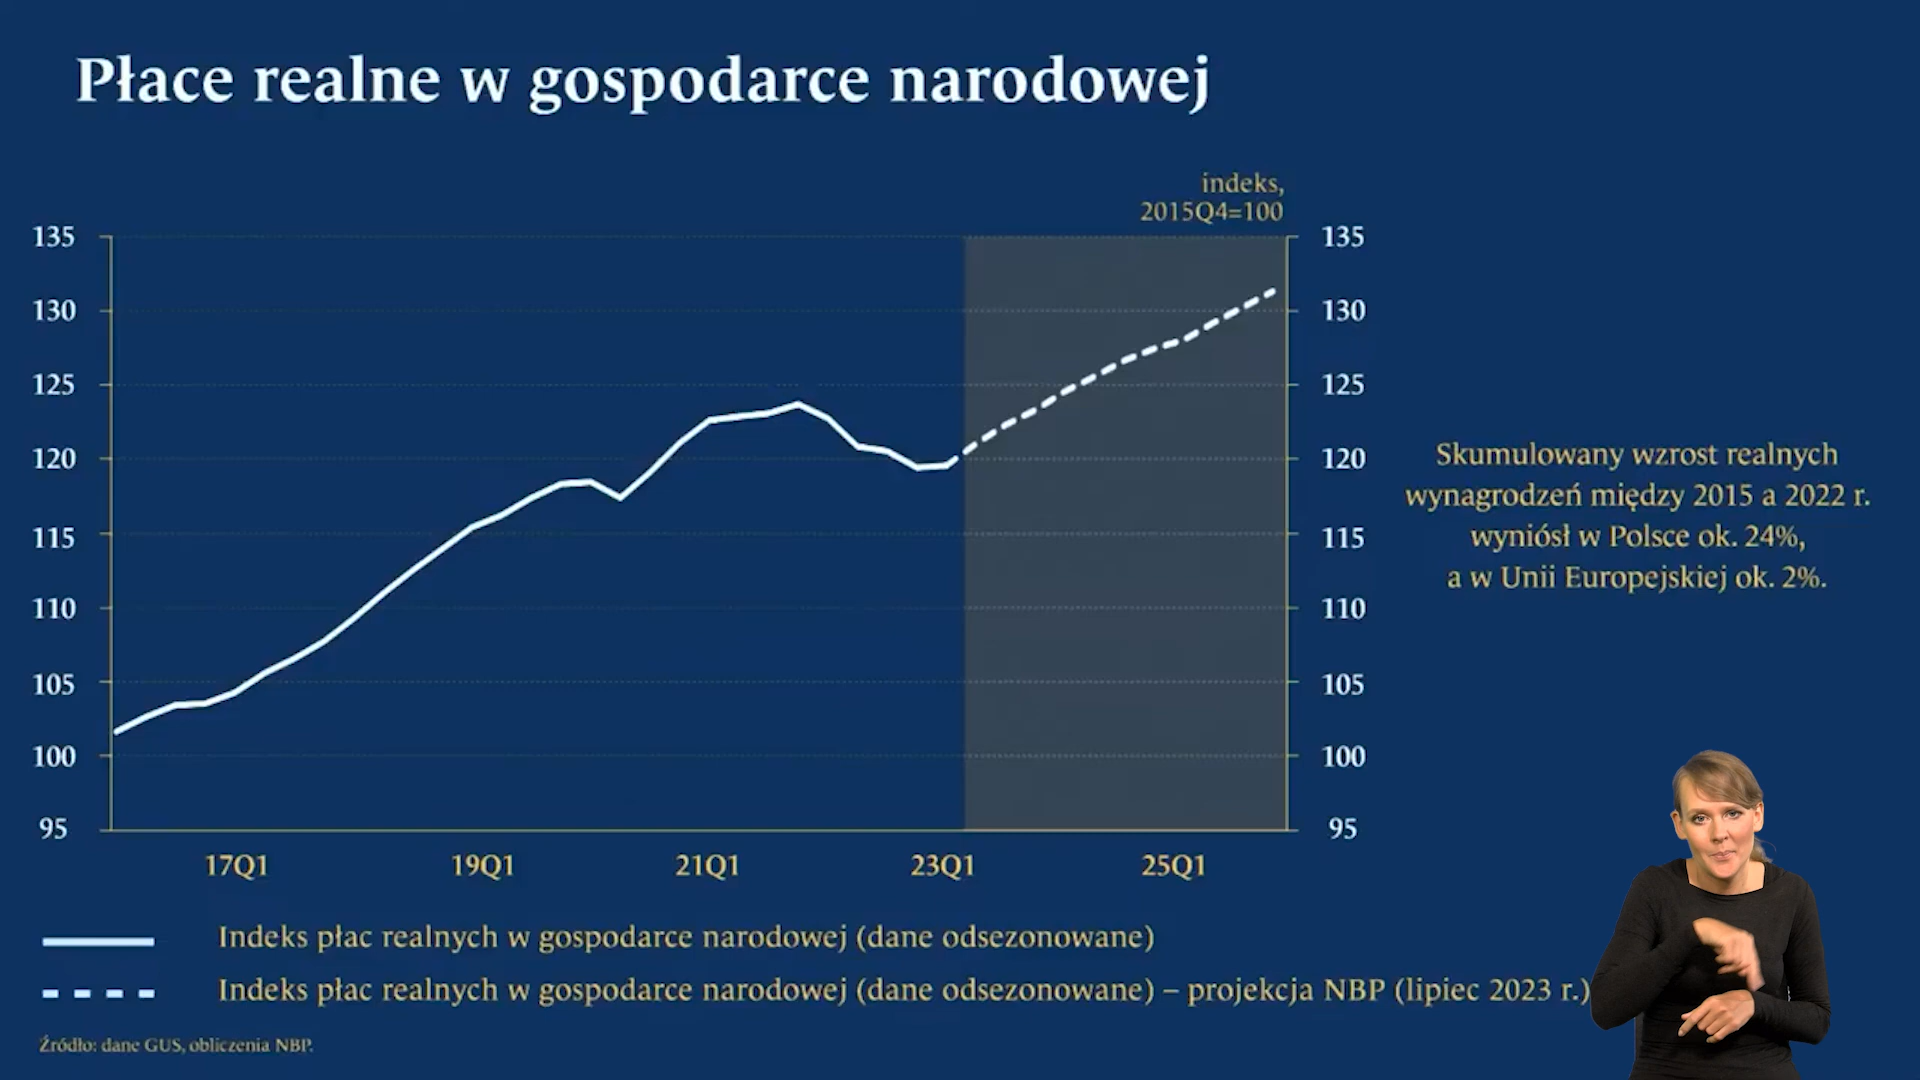 Płace realne w gospodarce narodowej
indeks,
2015Q4=100
135
130
125
120
115
110
105
100
95
135
130
125
120
115
110
105
100
95
17Q1
19Q1
21Q1
23Q1
25Q1
Skumulowany wzrost realnych
wynagrodzeń między 2015 a 2022 r.
wyniósł w Polsce ok. 24%,
a w Unii Europejskiej ok. 2%.
Indeks płac realnych w gospodarce narodowej (dane odsezonowane)
Indeks płac realnych w gospodarce narodowej (dane odsezonowane) – projekcja NBP (lipiec 2023 r.)
Źródło: dane GUS, obliczenia NBP.